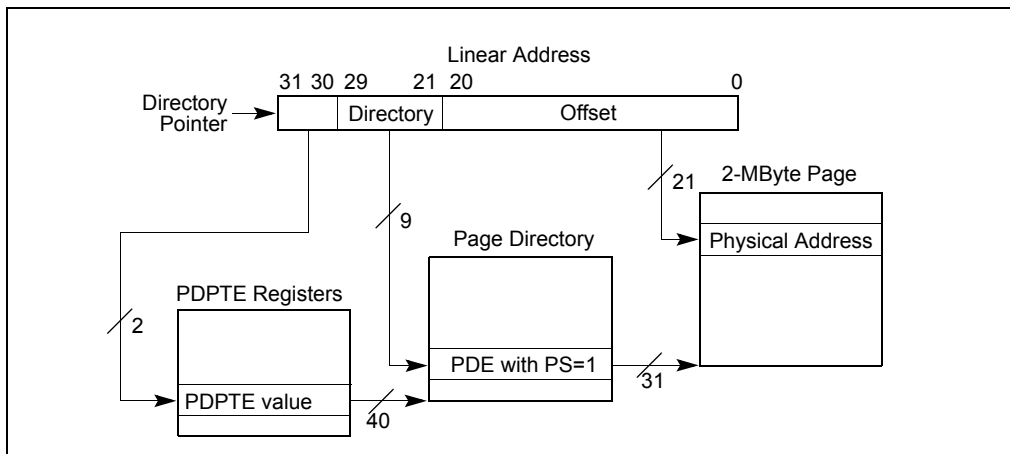 Linear Address
31 30 29 21 20 0
Directory
Pointer
Directory
Offset
21
2-MByte Page
Physical Address
9
Page Directory
PDE with PS=1
31
PDPTE Registers
2
PDPTE value
40